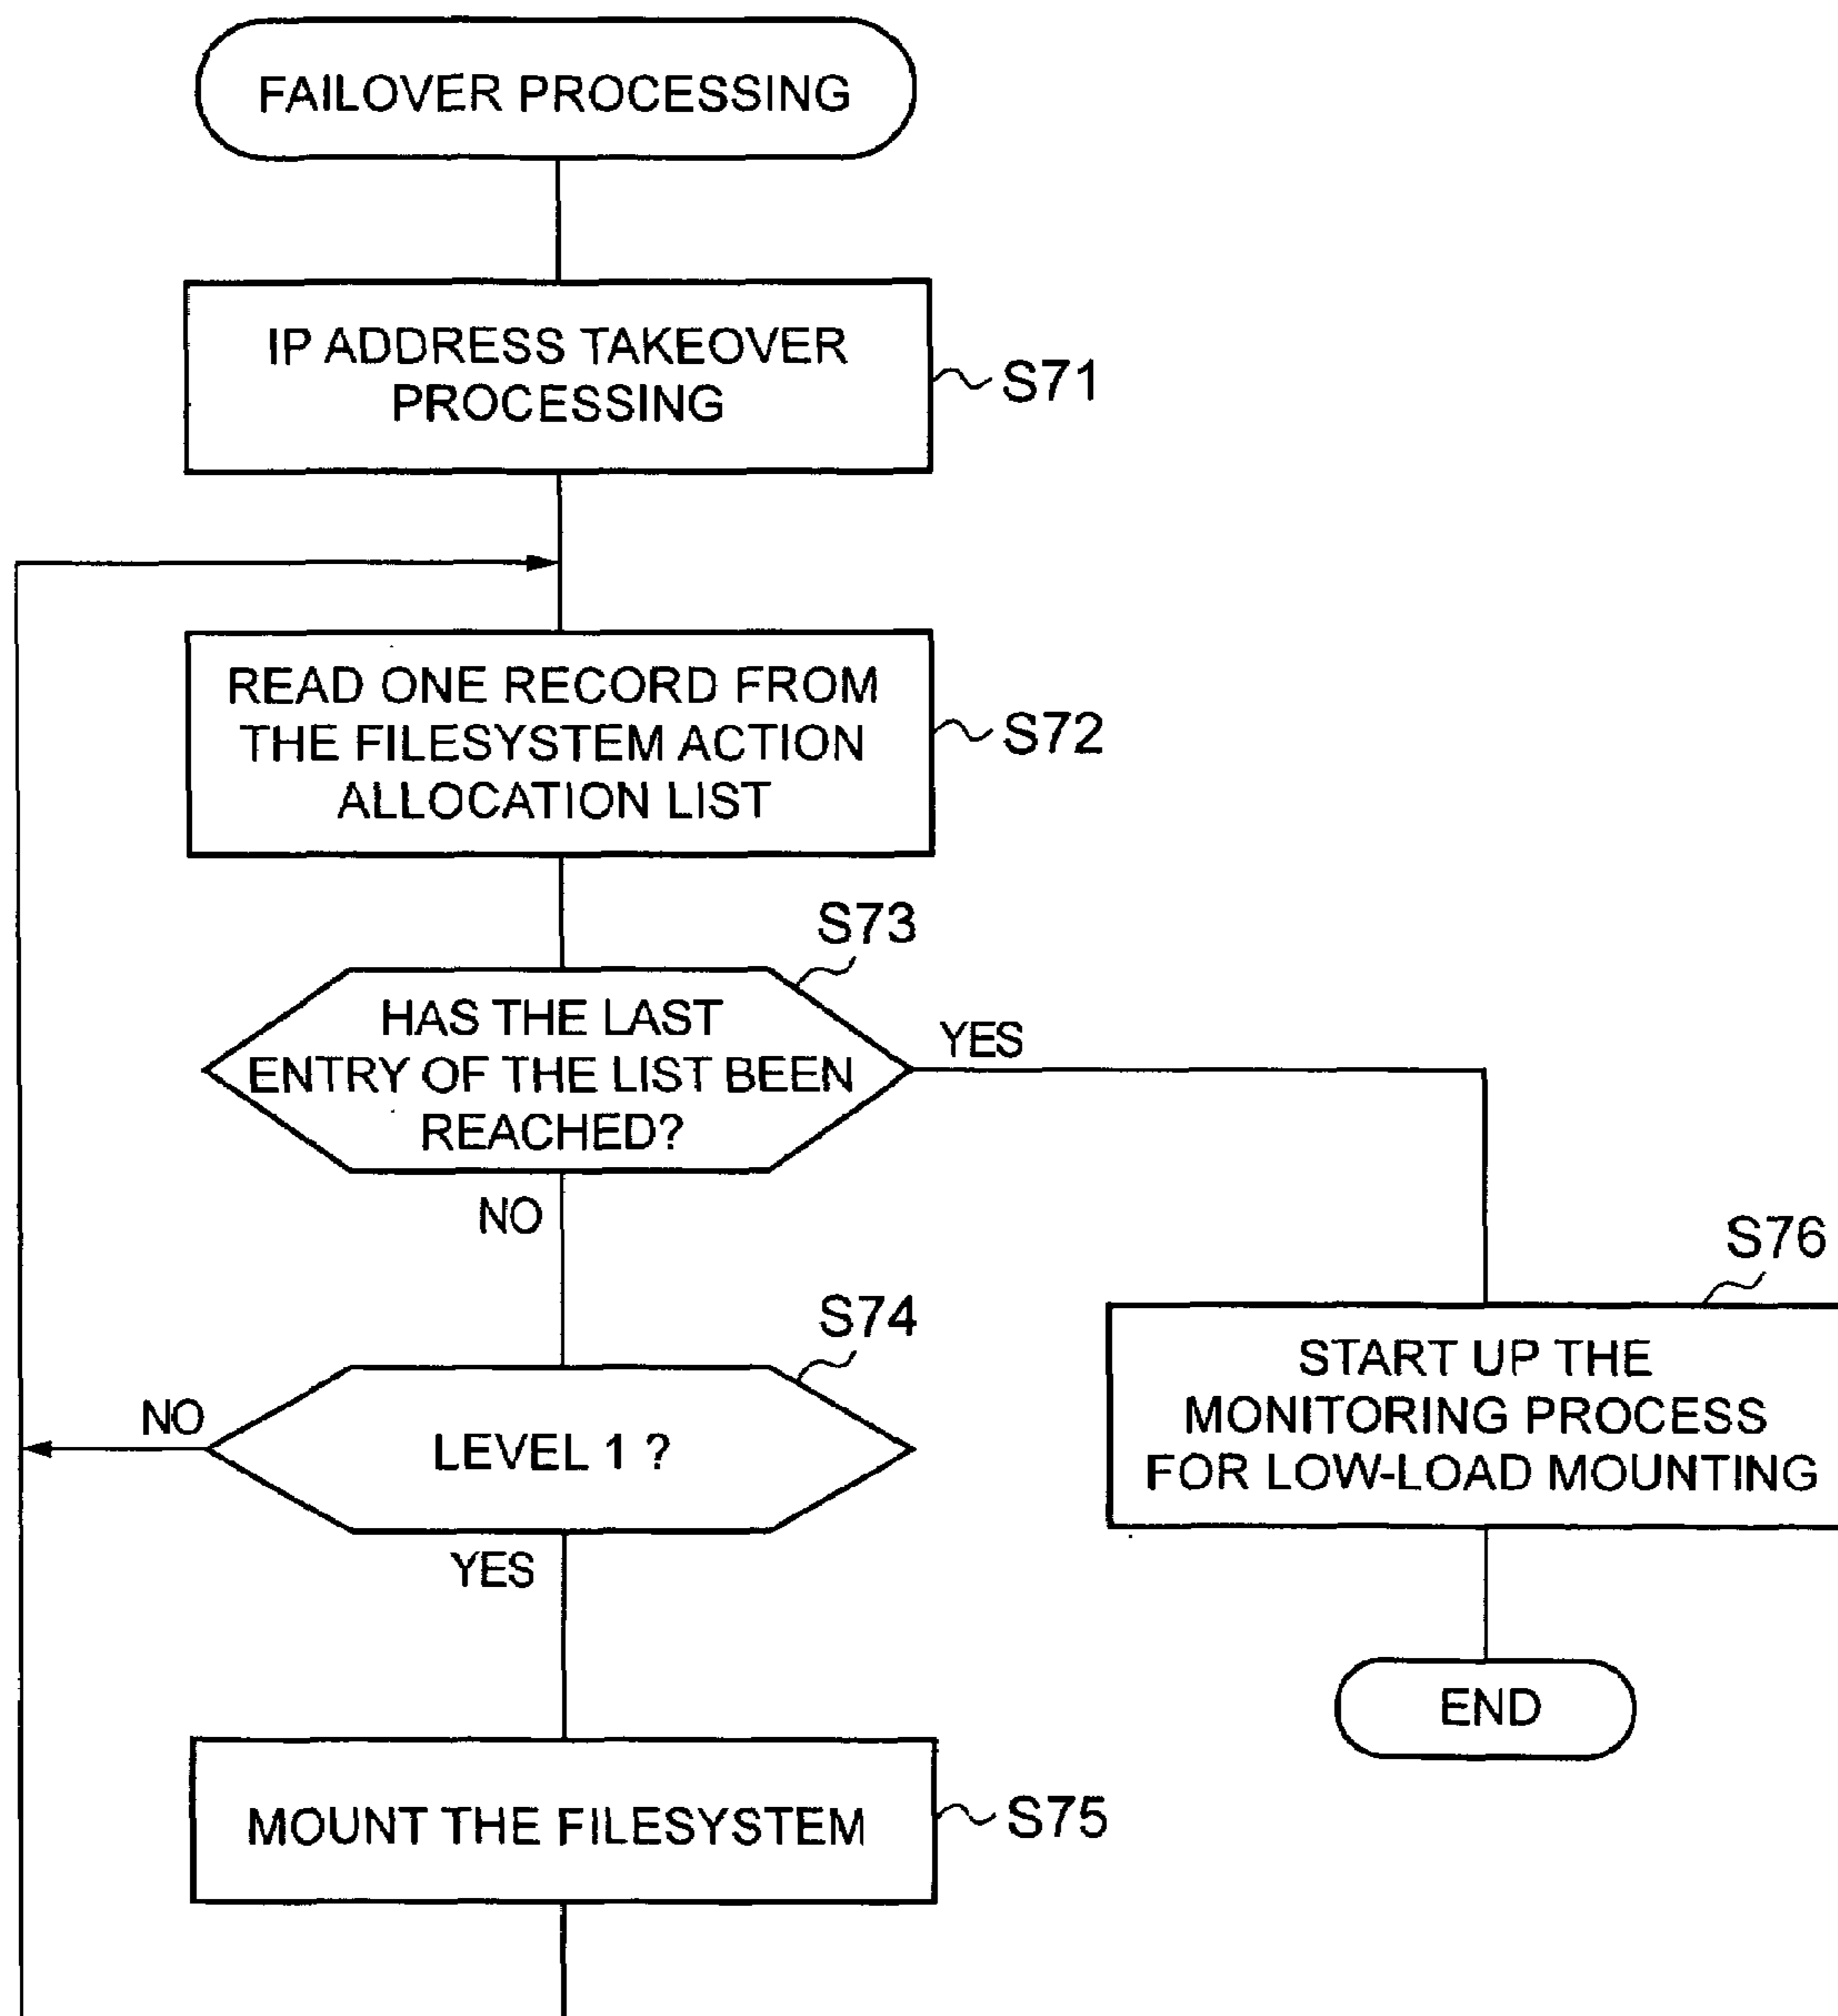 FAILOVER PROCESSING
IP ADDRESS TAKEOVER
PROCESSING
S71
READ ONE RECORD FROM
THE FILESYSTEM ACTION
ALLOCATION LIST
S72
S73
HAS THE LAST
ENTRY OF THE LIST BEEN
REACHED?
YES
NO
S74
LEVEL 1 ?
NO
YES
S76
START UP THE
MONITORING PROCESS
FOR LOW-LOAD MOUNTING
END
MOUNT THE FILESYSTEM
S75